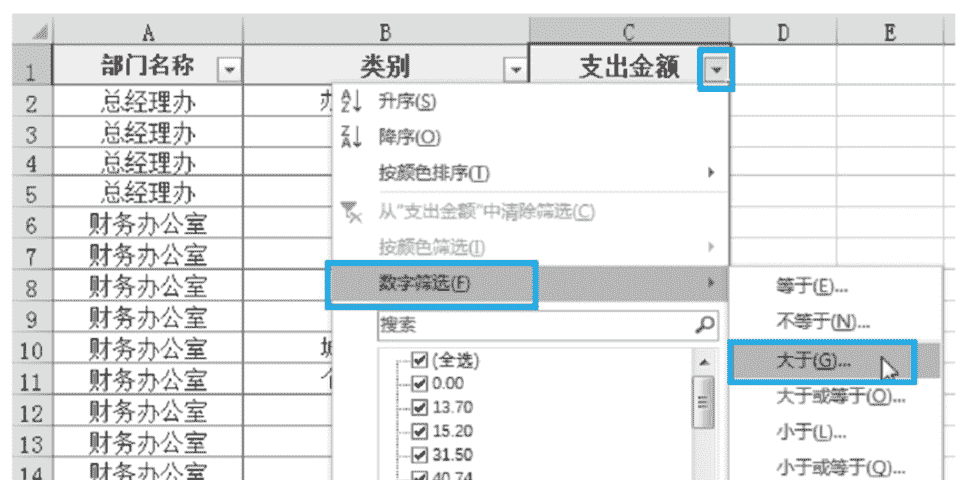 A B C D E
1 部门名称 类别 支出金额
2 总经理办
升序(S)
3 总经理办
降序(O)
4 总经理办
按颜色排序(T)
5 总经理办
6 财务办公室
从"支出金额"中清除筛选(C)
7 财务办公室
按颜色筛选(I)
8 财务办公室
数字筛选(F)
等于(E)...
9 财务办公室
搜索
不等于(N)...
10 财务办公室
(全选)
大于(G)...
11 财务办公室
0.00
大于或等于(O)...
12 财务办公室
13.70
15.20
小于(L)...
13 财务办公室
31.50
小于或等于(Q)...
14 财务办公室
40.74